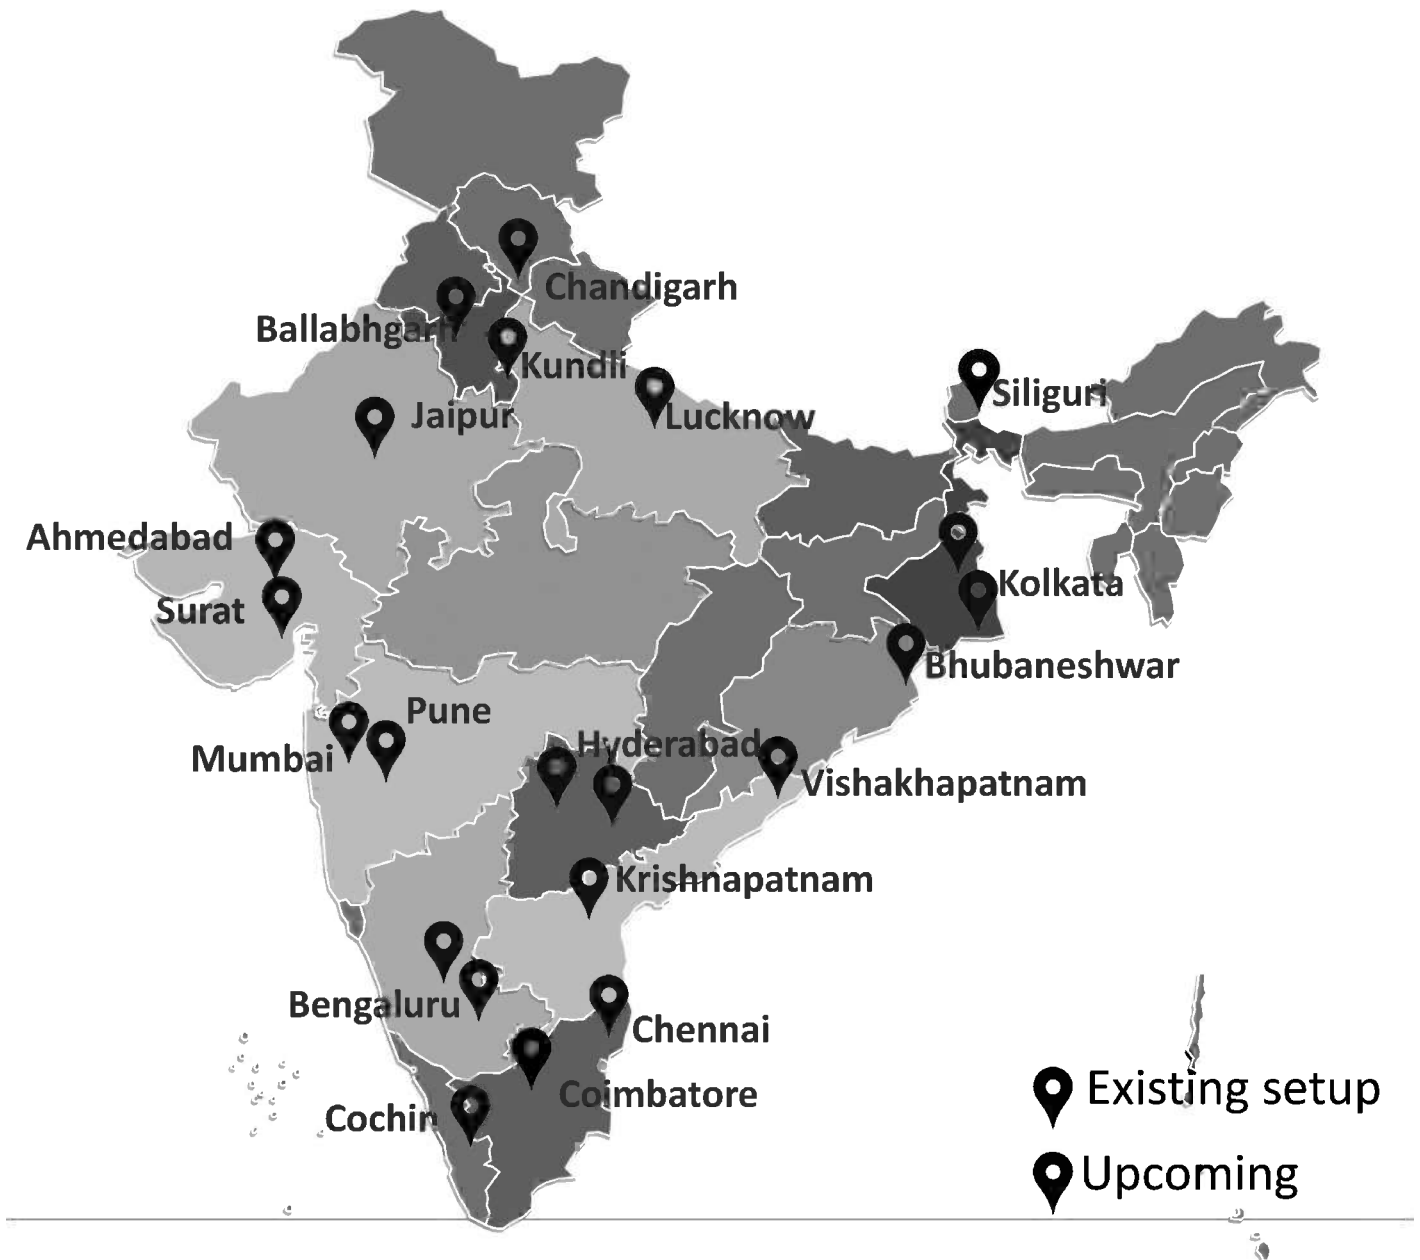 Chandigarh
Ballabhgarh
Kundli
Siliguri
Jaipur
Lucknow
Ahmedabad
Kolkata
Surat
Bhubaneshwar
Pune
Hyderabad
Mumbai
Vishakhapatnam
Krishnapatnam
Bengaluru
Chennai
Existing setup
Coimbatore
Cochin
Upcoming